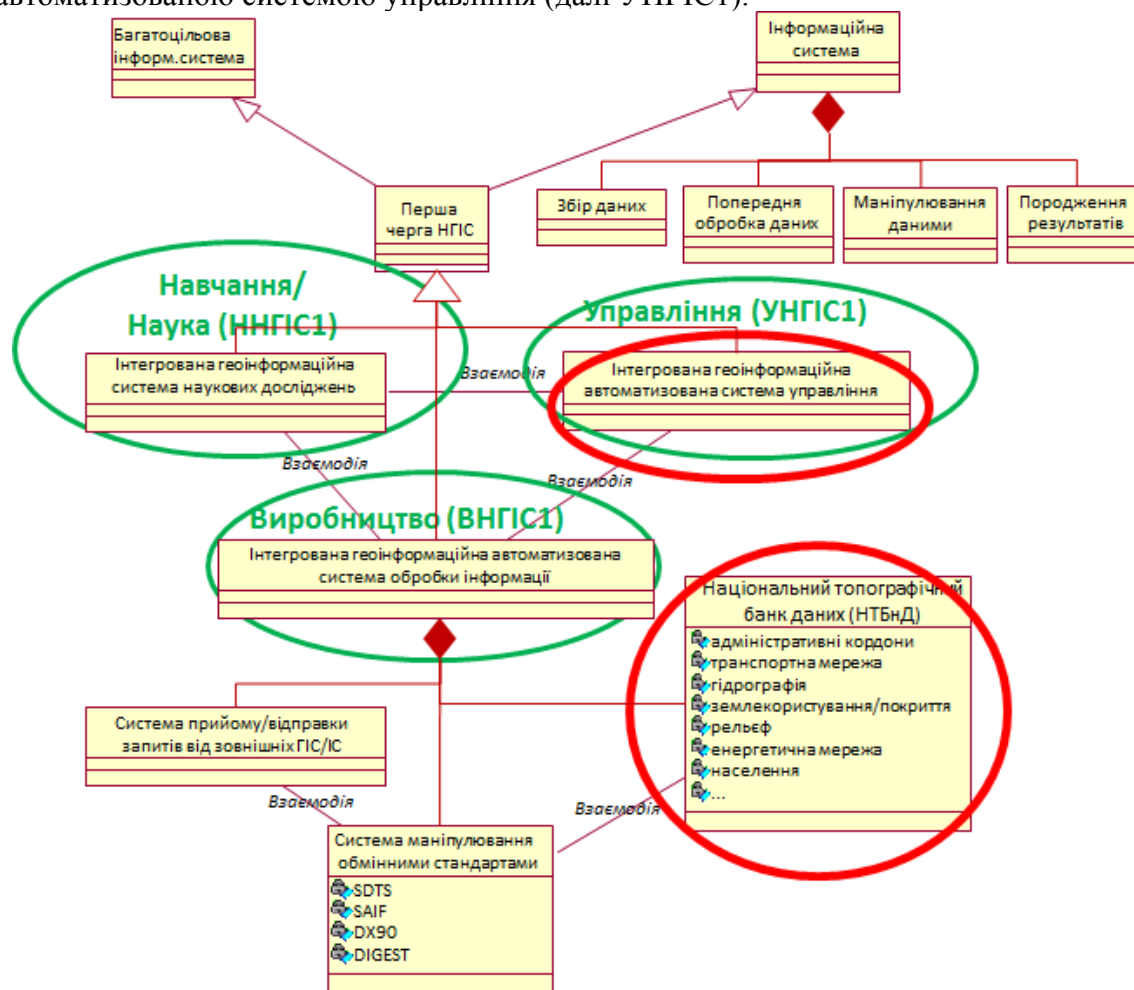 автоматизованою системою управління (далі УНГІС1).
Багатоцільова
інформ.система
Інформаційна
система
Збір даних
Попередня
обробка даних
Маніпулювання
даними
Породження
результатів
Перша
черга НГІС
Навчання/
Наука (ННГІС1)
Управління (УНГІС1)
Інтегрована геоінформаційна
система наукових досліджень
Взаємодія
Інтегрована геоінформаційна
автоматизована система управління
Взаємодія
Взаємодія
Виробництво (ВНГІС1)
Інтегрована геоінформаційна автоматизована
система обробки інформації
Національний топографічний
банк даних (НТБнД)
адміністративні кордони
транспортна мережа
гідрографія
землекористування/покриття
рельєф
енергетична мережа
населення
...
Система прийому/відправки
запитів від зовнішніх ГІС/ІС
Взаємодія
Взаємодія
Система маніпулювання
обмінними стандартами
SDTS
SAIF
DX90
DIGEST